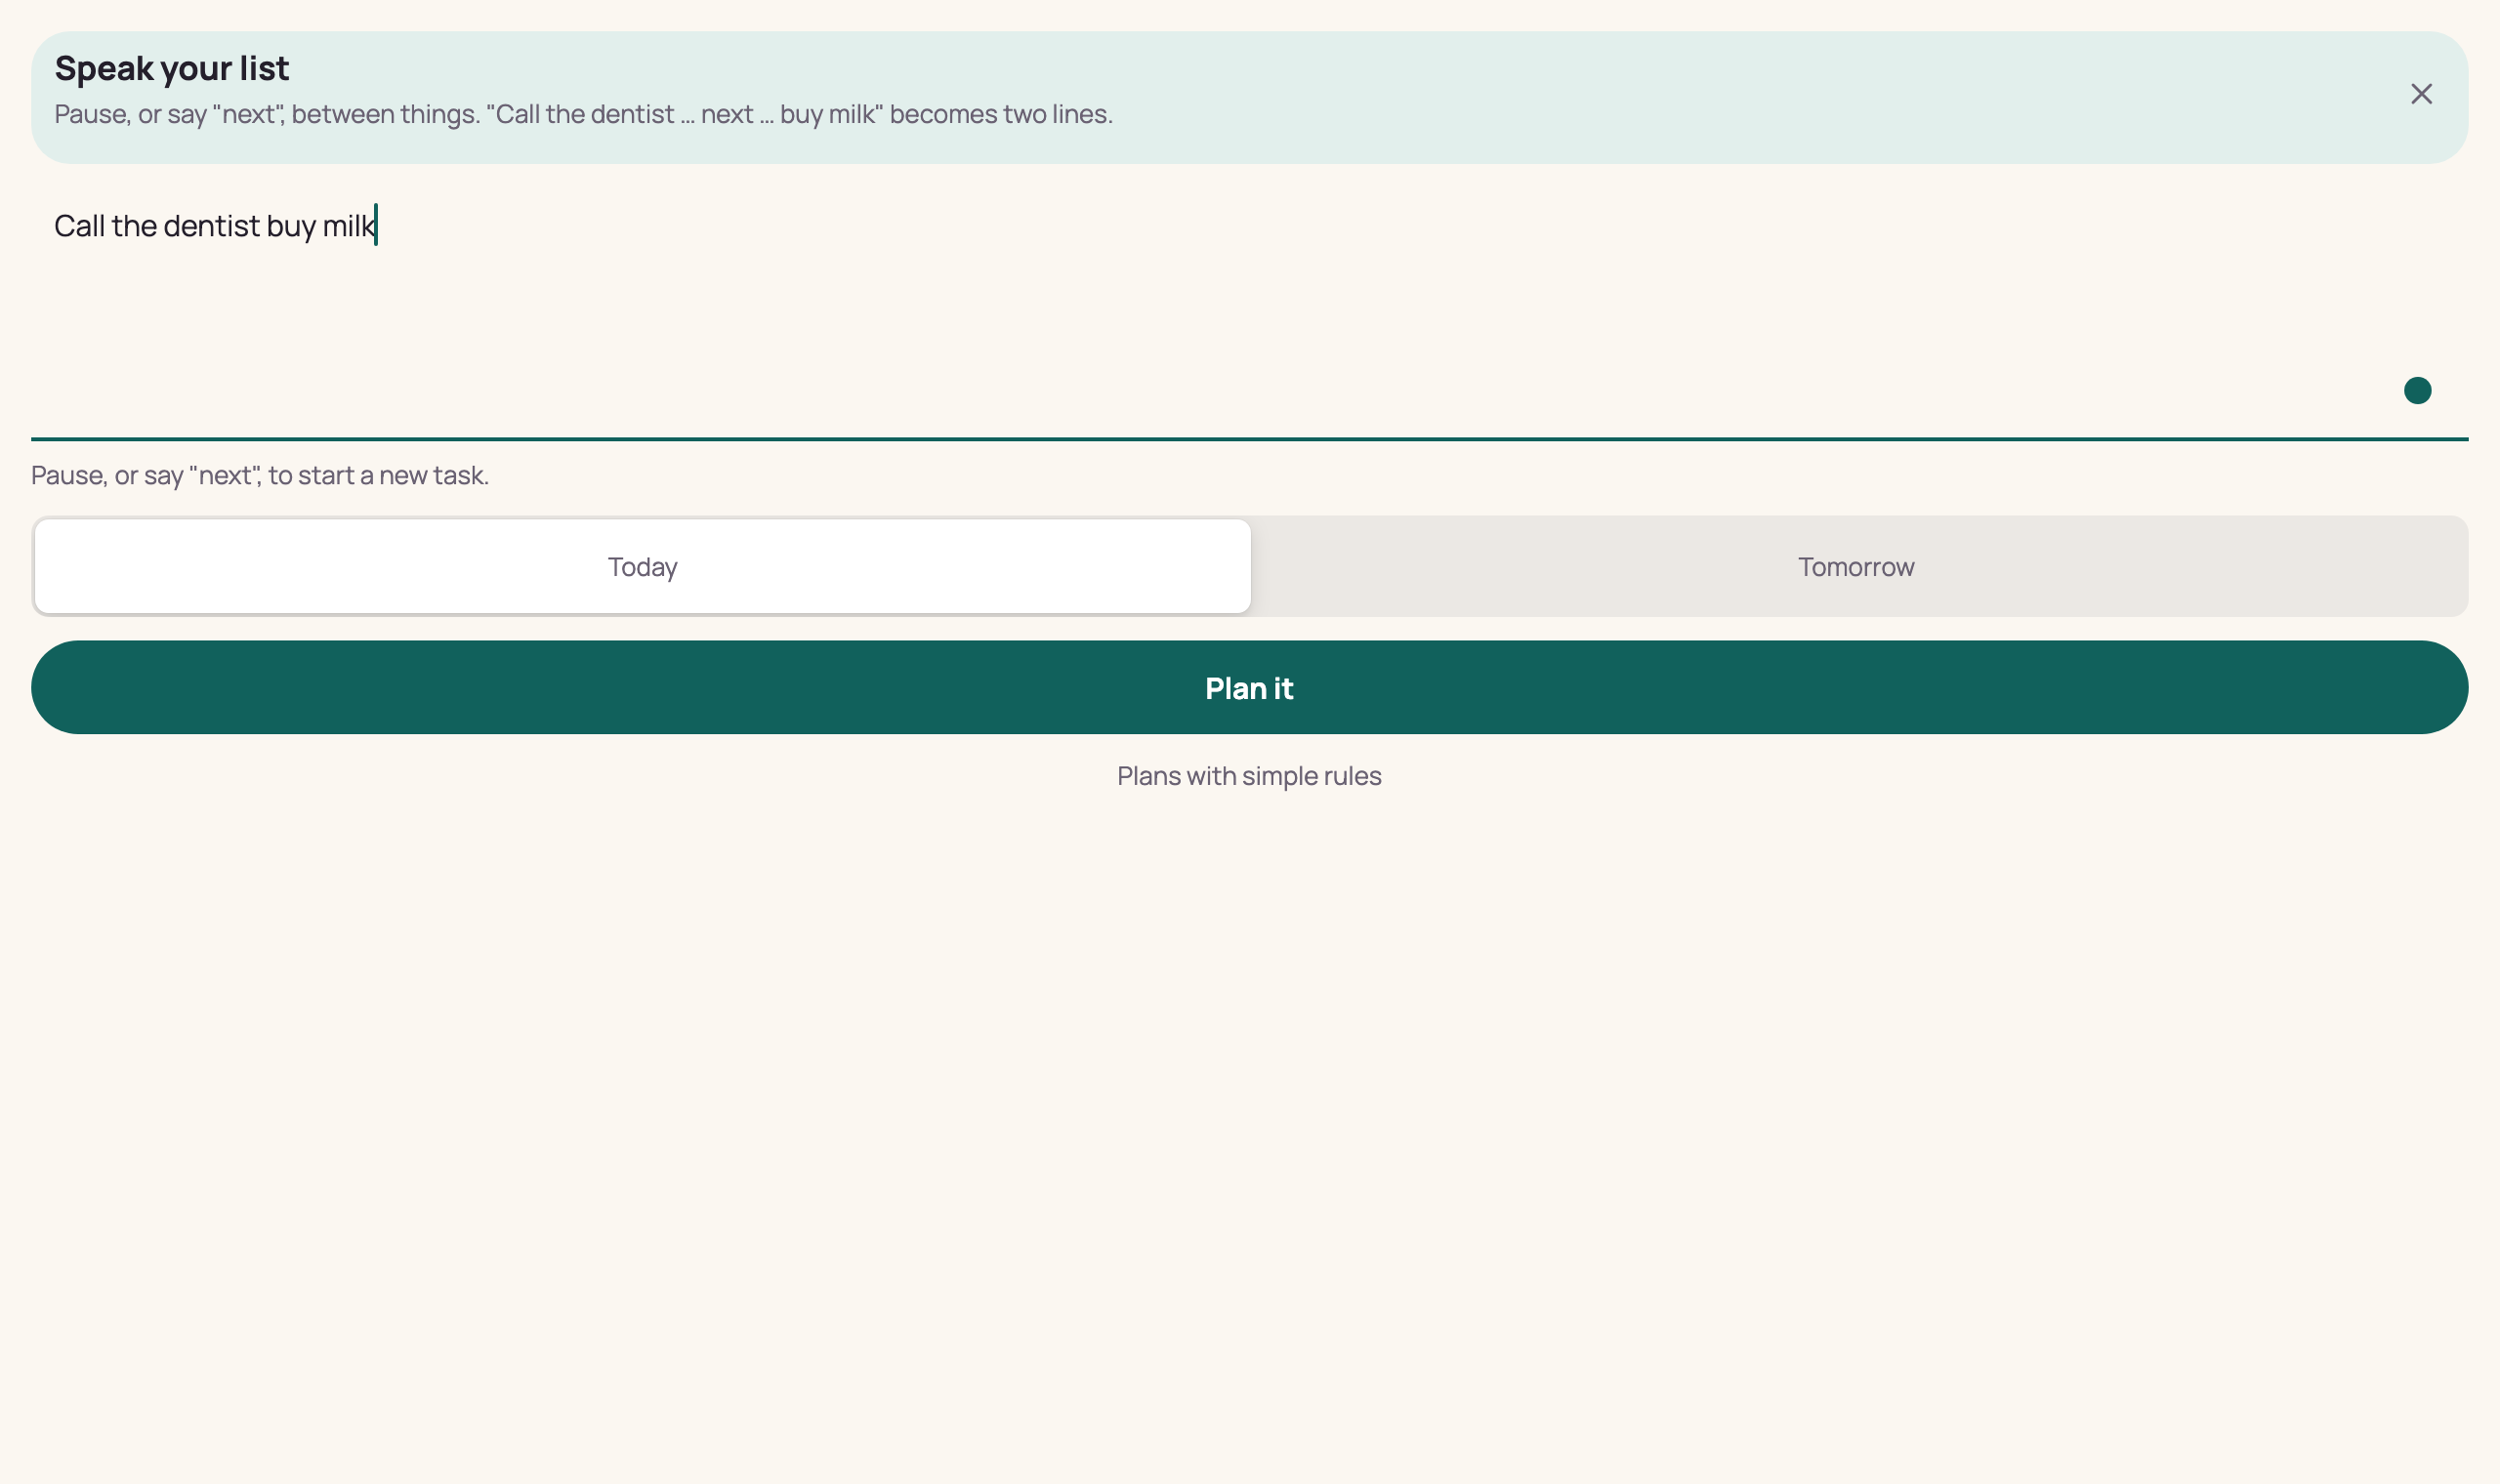 Speak your list
Pause, or say "next", between things. "Call the dentist ... next ... buy milk" becomes two lines.
Call the dentist buy milk
Pause, or say "next", to start a new task.
Today
Tomorrow
Plan it
Plans with simple rules